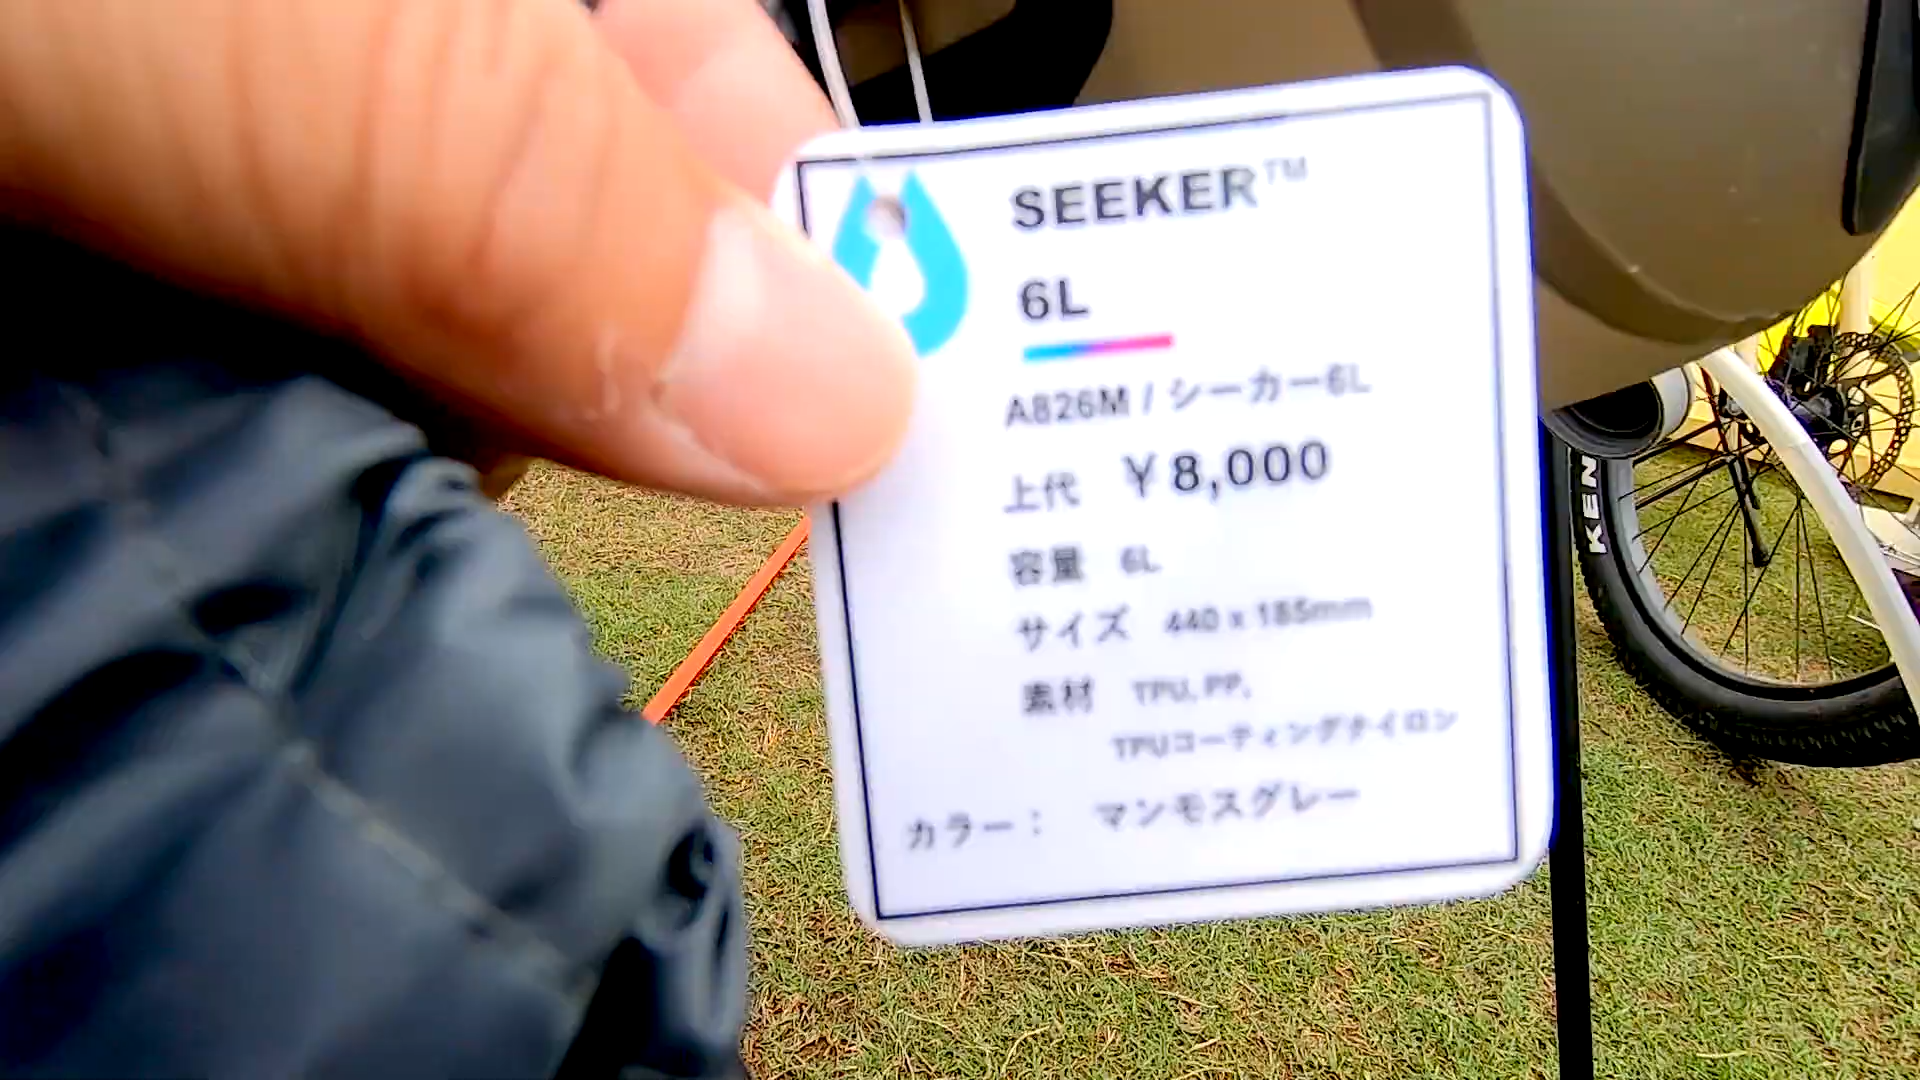 SEEKER™
6L
A826M / シーカー6L
上代 ¥8,000
容量 6L
サイズ 440 x 185mm
素材 TPU, PP,
TPUコーティングナイロン
カラー: マンモスグレー
KEN